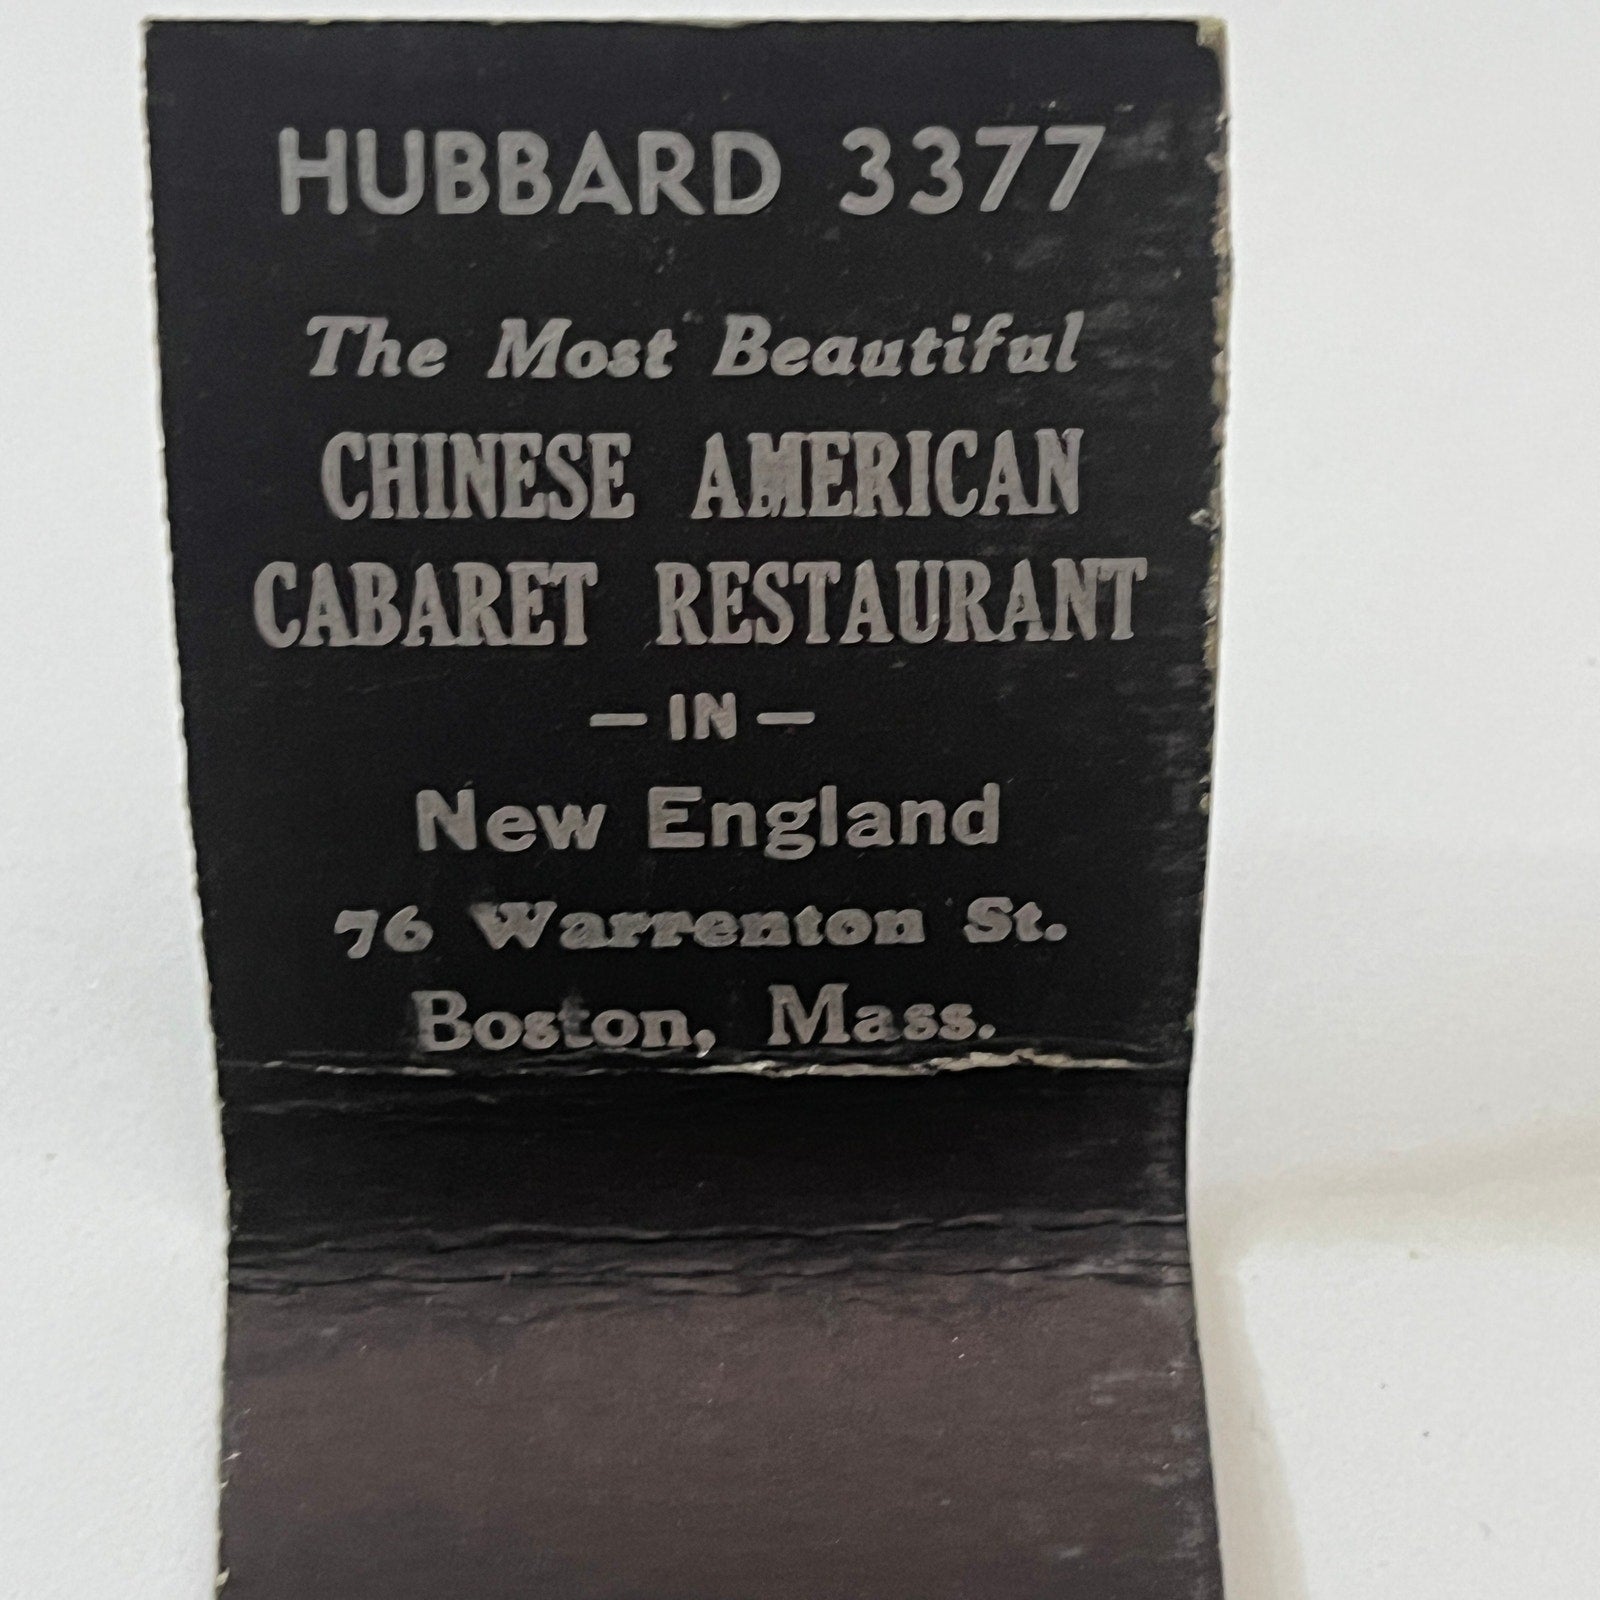 HUBBARD 3377
The Most Beautiful
CHINESE AMERICAN
CABARET RESTAURANT
— IN —
New England
76 Warrenton St.
Boston, Mass.